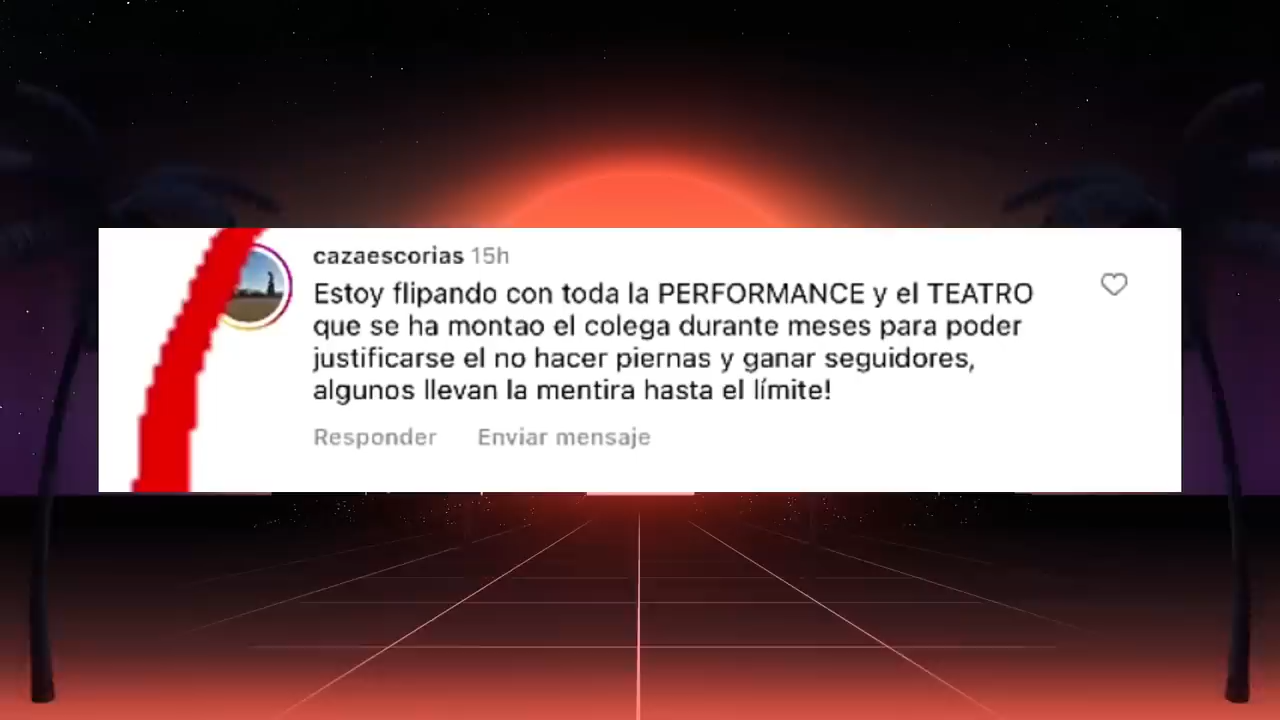 cazaescorias 15h
Estoy flipando con toda la PERFORMANCE y el TEATRO
que se ha montao el colega durante meses para poder
justificarse el no hacer piernas y ganar seguidores,
algunos llevan la mentira hasta el límite!
Responder Enviar mensaje